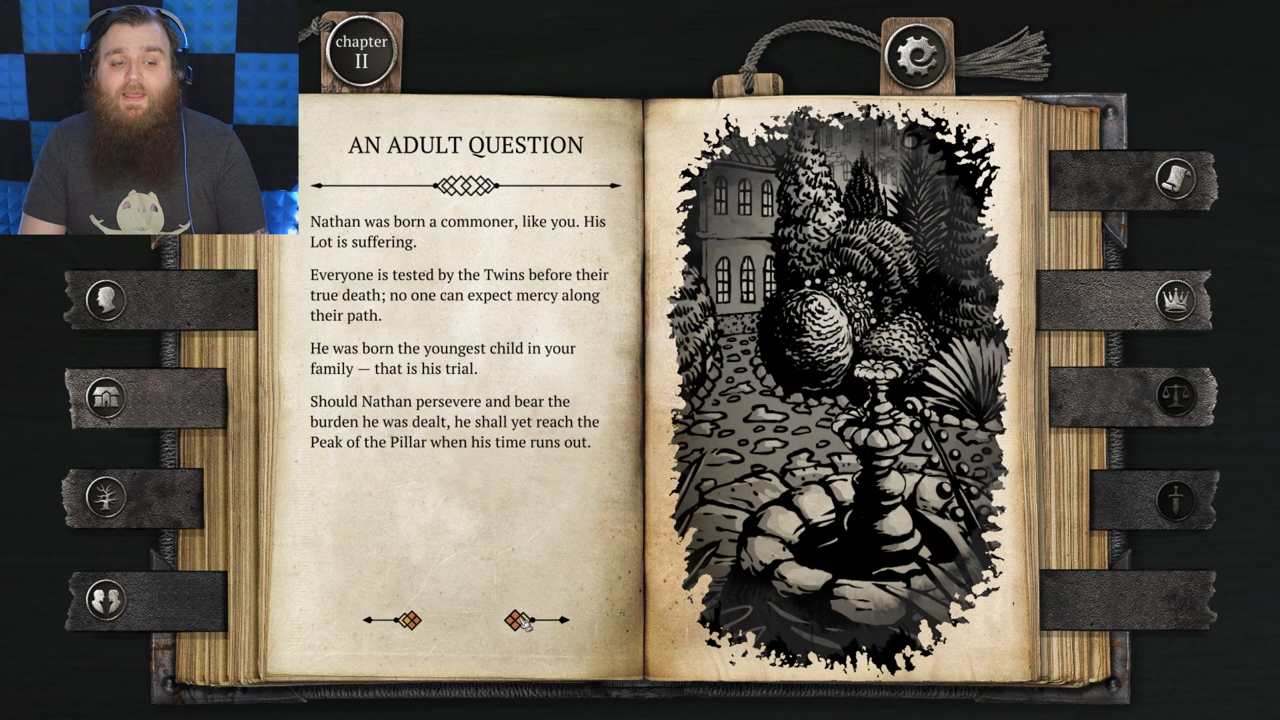 chapter
II
AN ADULT QUESTION
Nathan was born a commoner, like you. His
Lot is suffering.
Everyone is tested by the Twins before their
true death; no one can expect mercy along
their path.
He was born the youngest child in your
family — that is his trial.
Should Nathan persevere and bear the
burden he was dealt, he shall yet reach the
Peak of the Pillar when his time runs out.